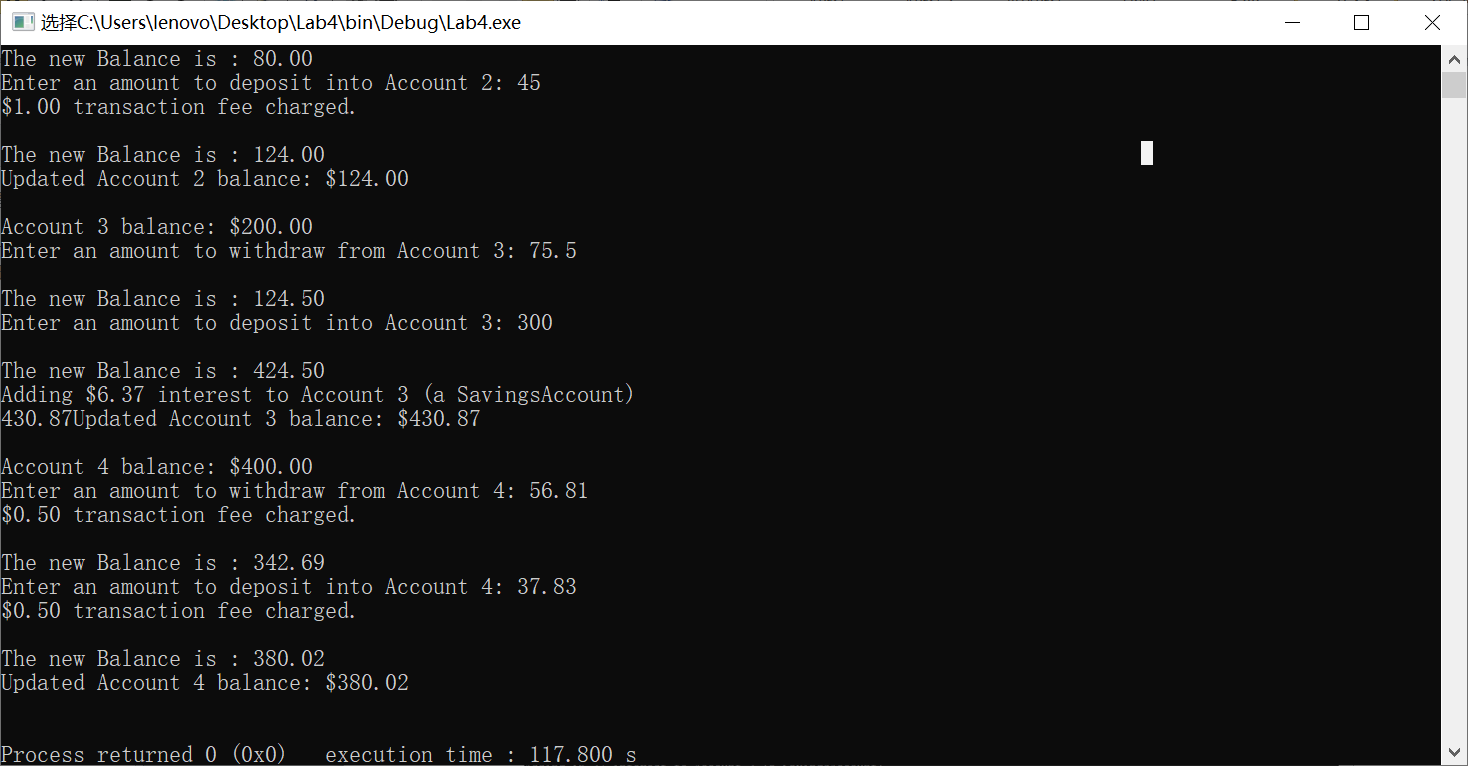 选择C:\Users\lenovo\Desktop\Lab4\bin\Debug\Lab4.exe
The new Balance is : 80.00
Enter an amount to deposit into Account 2: 45
$1.00 transaction fee charged.
The new Balance is : 124.00
Updated Account 2 balance: $124.00
Account 3 balance: $200.00
Enter an amount to withdraw from Account 3: 75.5
The new Balance is : 124.50
Enter an amount to deposit into Account 3: 300
The new Balance is : 424.50
Adding $6.37 interest to Account 3 (a SavingsAccount)
430.87Updated Account 3 balance: $430.87
Account 4 balance: $400.00
Enter an amount to withdraw from Account 4: 56.81
$0.50 transaction fee charged.
The new Balance is : 342.69
Enter an amount to deposit into Account 4: 37.83
$0.50 transaction fee charged.
The new Balance is : 380.02
Updated Account 4 balance: $380.02
Process returned 0 (0x0)   execution time : 117.800 s